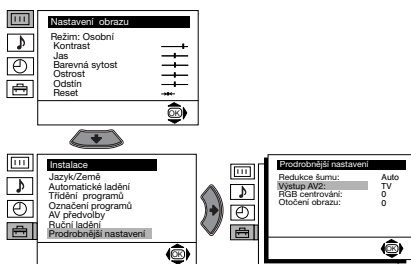 Nastavení obrazu
Režim: Osobní
Kontrast
Jas
Barevná sytost
Ostrost
Odstín
Reset
OK
Instalace
Jazyk/Země
Automatické ladění
Třídění programů
Označení programů
AV předvolby
Ruční ladění
Prodrobnější nastavení
OK
Prodrobnější nastavení
Redukce šumu: Auto
Výstup AV2: TV
RGB centrování: 0
Otočení obrazu: 0
OK